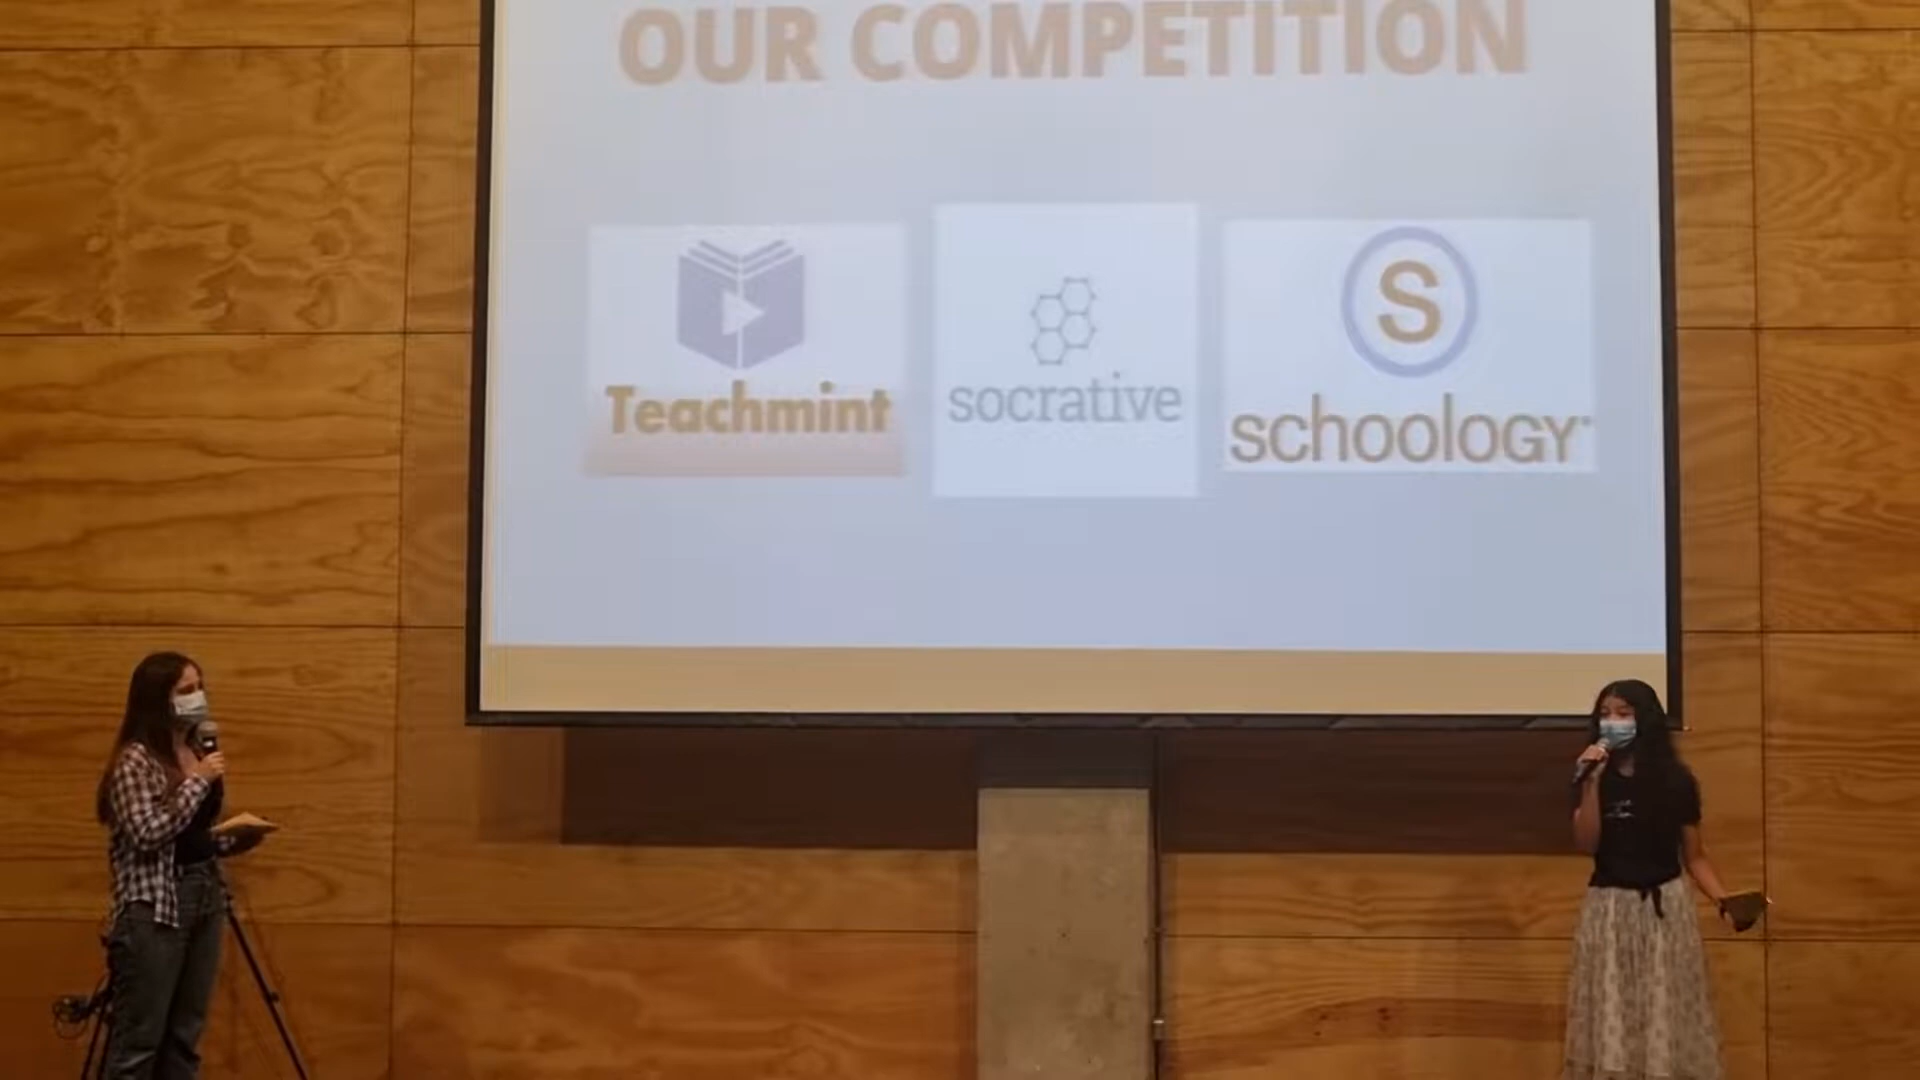 OUR COMPETITION
Teachmint
socrative
S
schoology